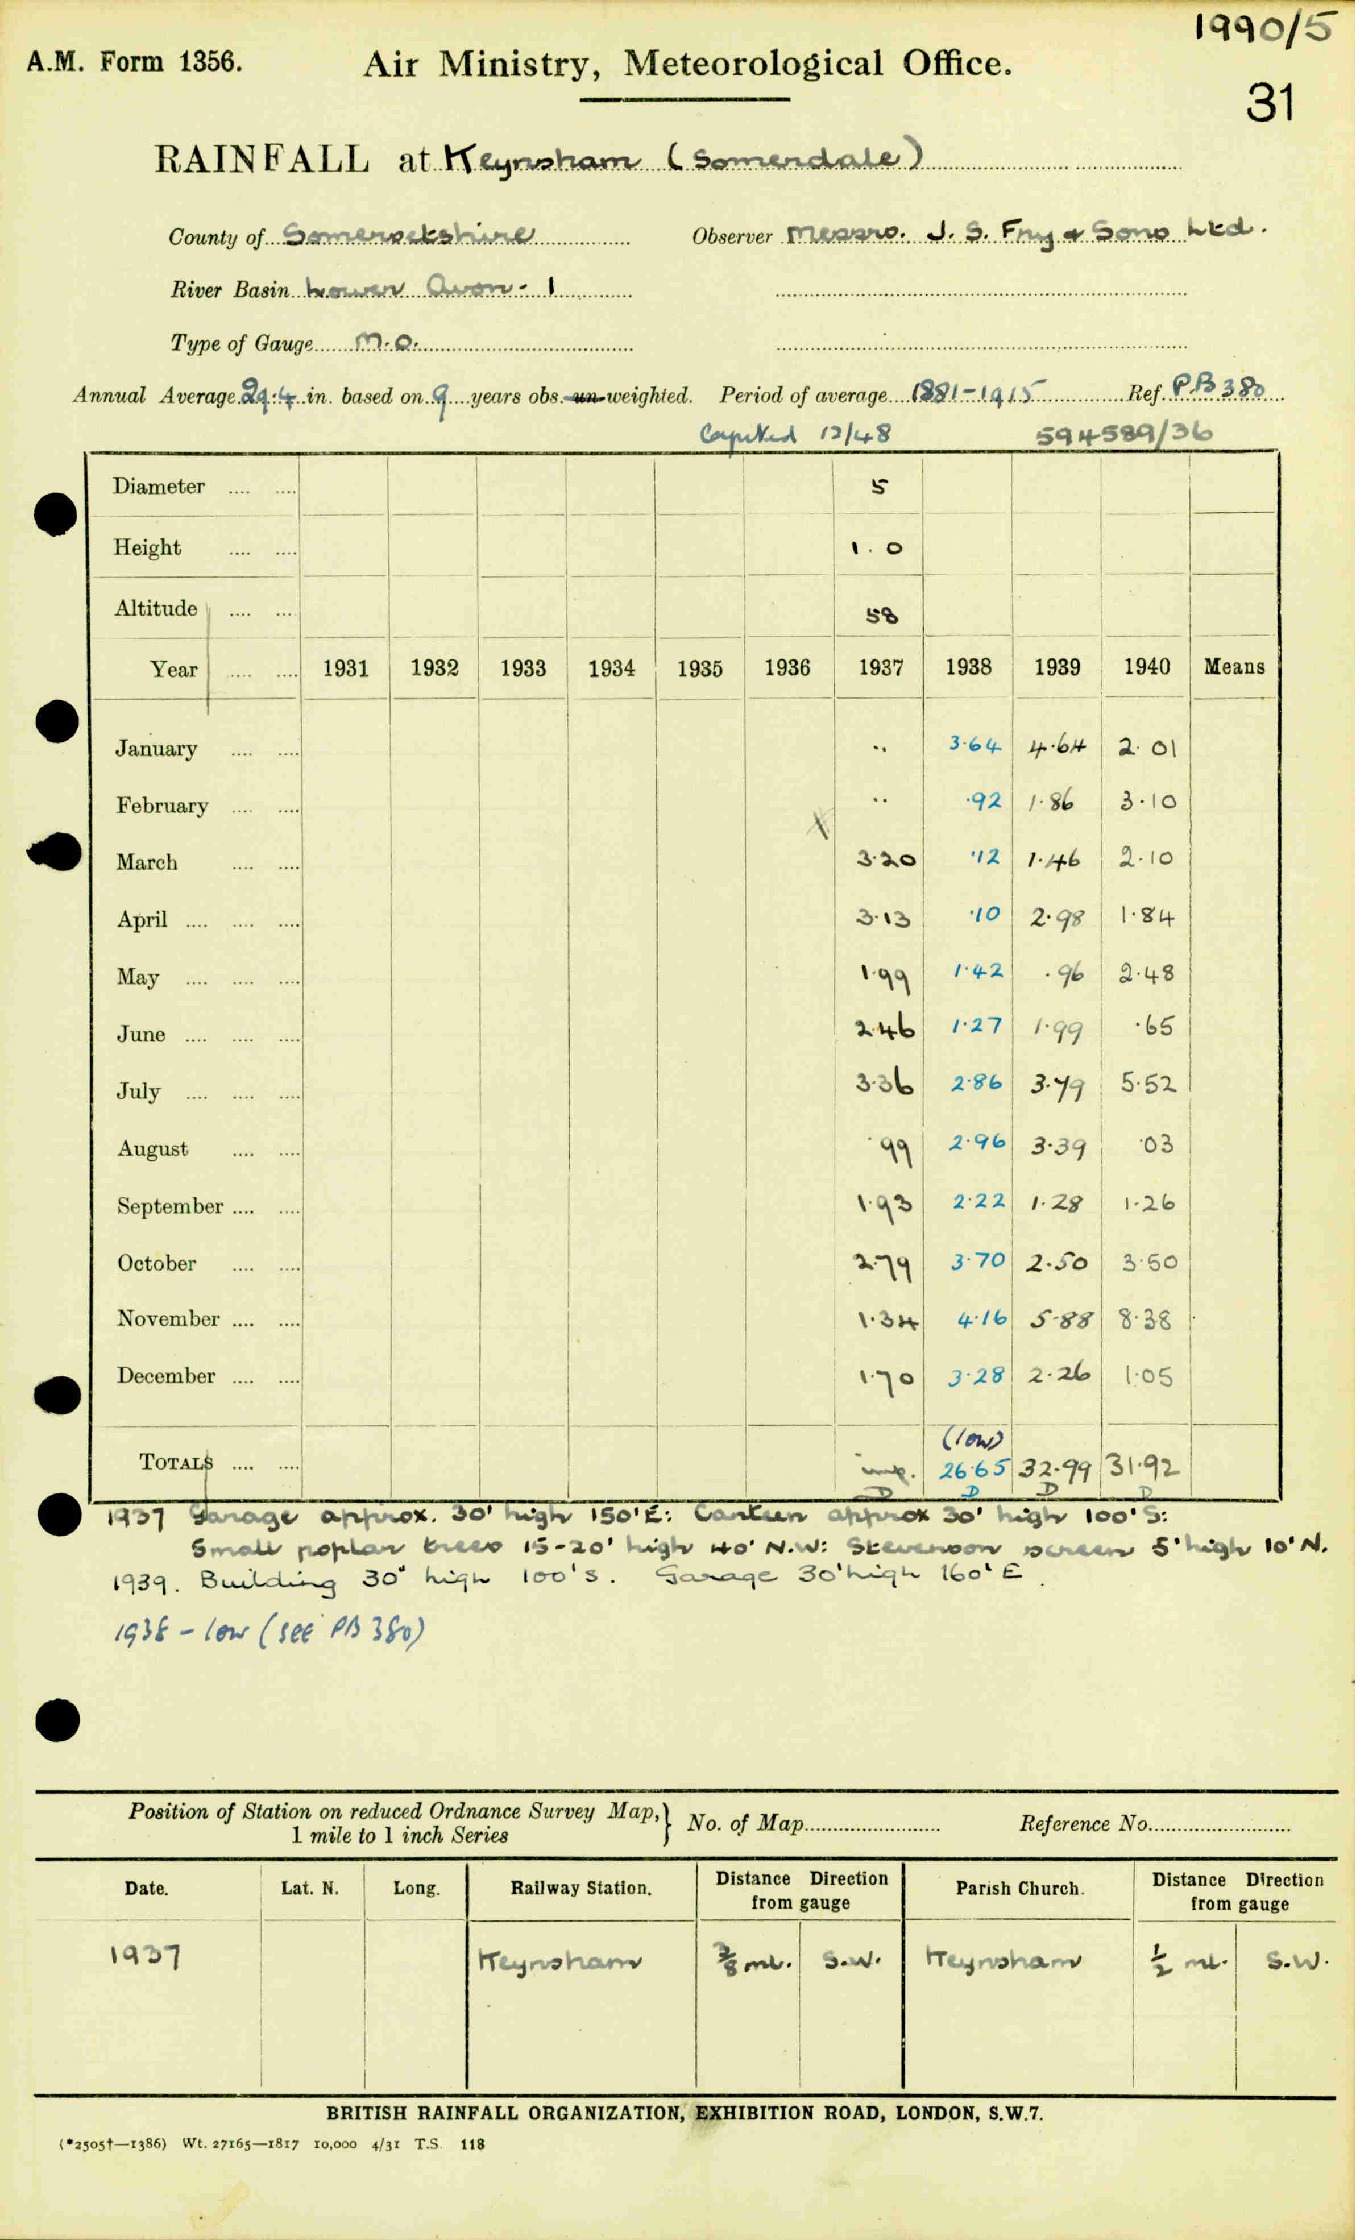 1990/5
A.M. Form 1356. Air Ministry, Meteorological Office.
31
RAINFALL at Keynsham (Somerdale)
County of Somersetshire Observer Messrs. J. S. Fry & Sons Ltd.
River Basin Lower Avon - 1
Type of Gauge M.O.
Annual Average 29.4 in. based on 9 years obs. un-weighted. Period of average 1881-1915 Ref. PB 380
Computed 12/48 594589/36
Diameter .... .... 5
Height .... .... 1.0
Altitude .... .... 58
Year .... .... 1931 1932 1933 1934 1935 1936 1937 1938 1939 1940 Means
January .... .... .. 3.64 4.64 2.01
February .... .... .. .92 1.86 3.10
March .... .... 3.20 .12 1.46 2.10
April .... .... .... 3.13 .10 2.98 1.84
May .... .... .... 1.99 1.42 .96 2.48
June .... .... .... 2.46 1.27 1.99 .65
July .... .... .... 3.36 2.86 3.79 5.52
August .... .... .99 2.96 3.39 .03
September .... .... 1.93 2.22 1.28 1.26
October .... .... 2.79 3.70 2.50 3.50
November .... .... 1.34 4.16 5.88 8.38
December .... .... 1.70 3.28 2.26 1.05
(low)
TOTALS .... .... imp. 26.65 32.99 31.92
D D D D
1937 Garage approx. 30' high 150' E: Canteen approx 30' high 100' S:
Small poplar trees 15-20' high 40' N.W: Stevenson screen 5' high 10' N.
1939. Building 30' high 100' S. Garage 30' high 160' E.
1938 - low (see PB 380)
Position of Station on reduced Ordnance Survey Map, } No. of Map Reference No.
1 mile to 1 inch Series
Date. Lat. N. Long. Railway Station. Distance Direction from gauge Parish Church. Distance Direction from gauge
1937 Keynsham 3/8 ml. S.W. Keynsham 1/2 ml. S.W.
BRITISH RAINFALL ORGANIZATION, EXHIBITION ROAD, LONDON, S.W.7.
(*2505†—1386) Wt. 27165—1817 10,000 4/31 T.S. 118